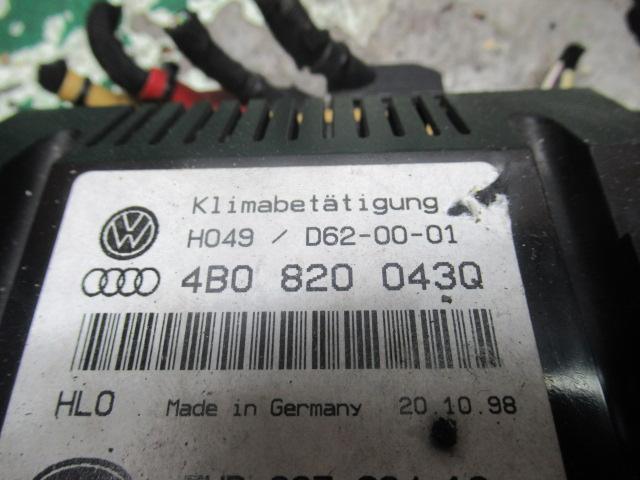 Klimabetätigung
H049 / D62-00-01
4B0 820 043Q
HLO Made in Germany 20.10.98